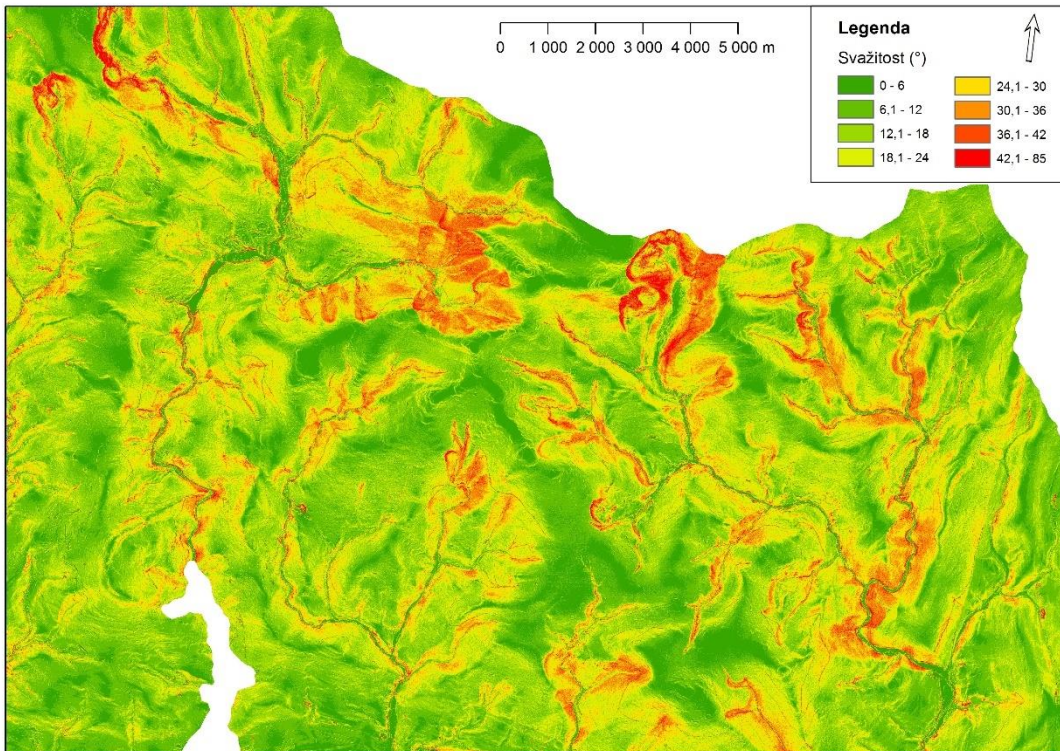 0 1 000 2 000 3 000 4 000 5 000 m
Legenda
Svažitost (°)
0 - 6
6,1 - 12
12,1 - 18
18,1 - 24
24,1 - 30
30,1 - 36
36,1 - 42
42,1 - 85